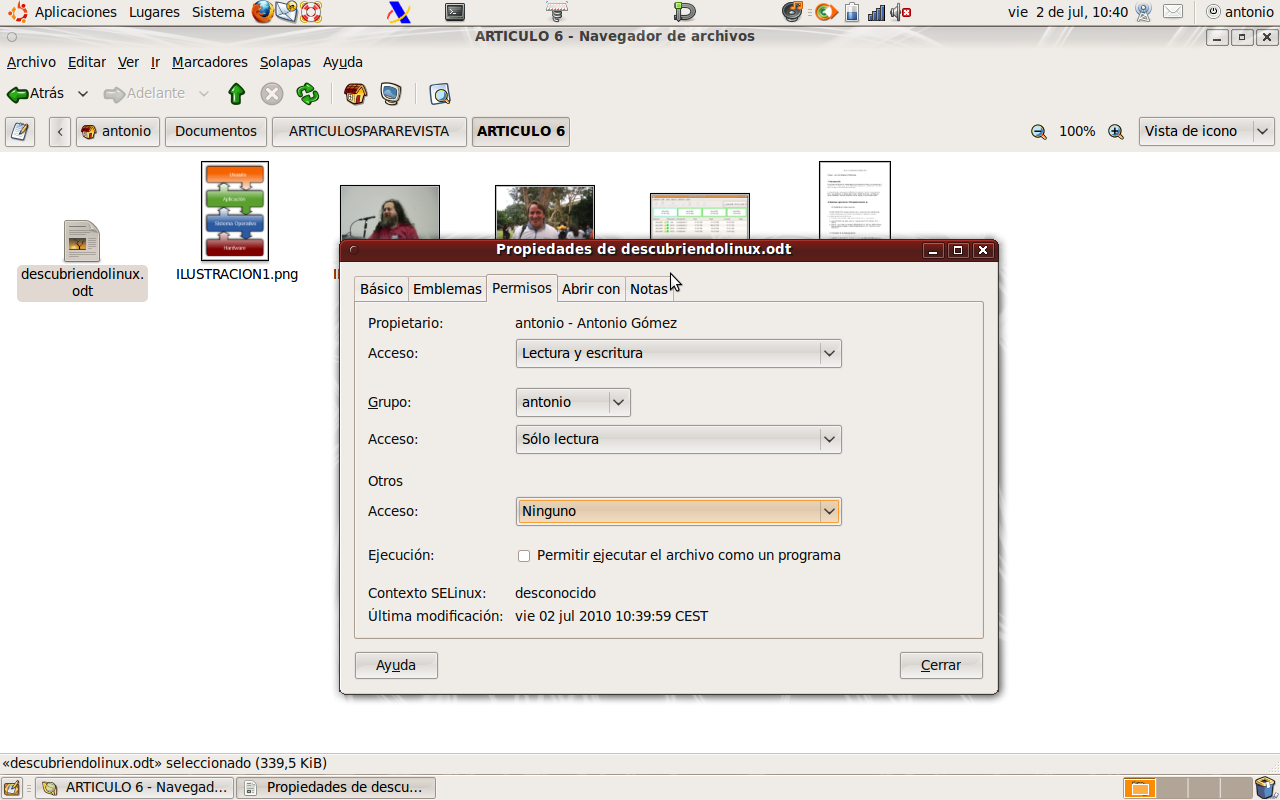 Aplicaciones Lugares Sistema vie 2 de jul, 10:40 antonio
ARTICULO 6 - Navegador de archivos
Archivo Editar Ver Ir Marcadores Solapas Ayuda
Atrás Adelante
antonio Documentos ARTICULOSPARAREVISTA ARTICULO 6 100% Vista de icono
Usuario
Aplicación
Sistema Operativo
Hardware
descubriendolinux.
odt
ILUSTRACION1.png
Propiedades de descubriendolinux.odt
Básico Emblemas Permisos Abrir con Notas
Propietario: antonio - Antonio Gómez
Acceso: Lectura y escritura
Grupo: antonio
Acceso: Sólo lectura
Otros
Acceso: Ninguno
Ejecución: Permitir ejecutar el archivo como un programa
Contexto SELinux: desconocido
Última modificación: vie 02 jul 2010 10:39:59 CEST
Ayuda Cerrar
«descubriendolinux.odt» seleccionado (339,5 KiB)
ARTICULO 6 - Navegad... Propiedades de descu...